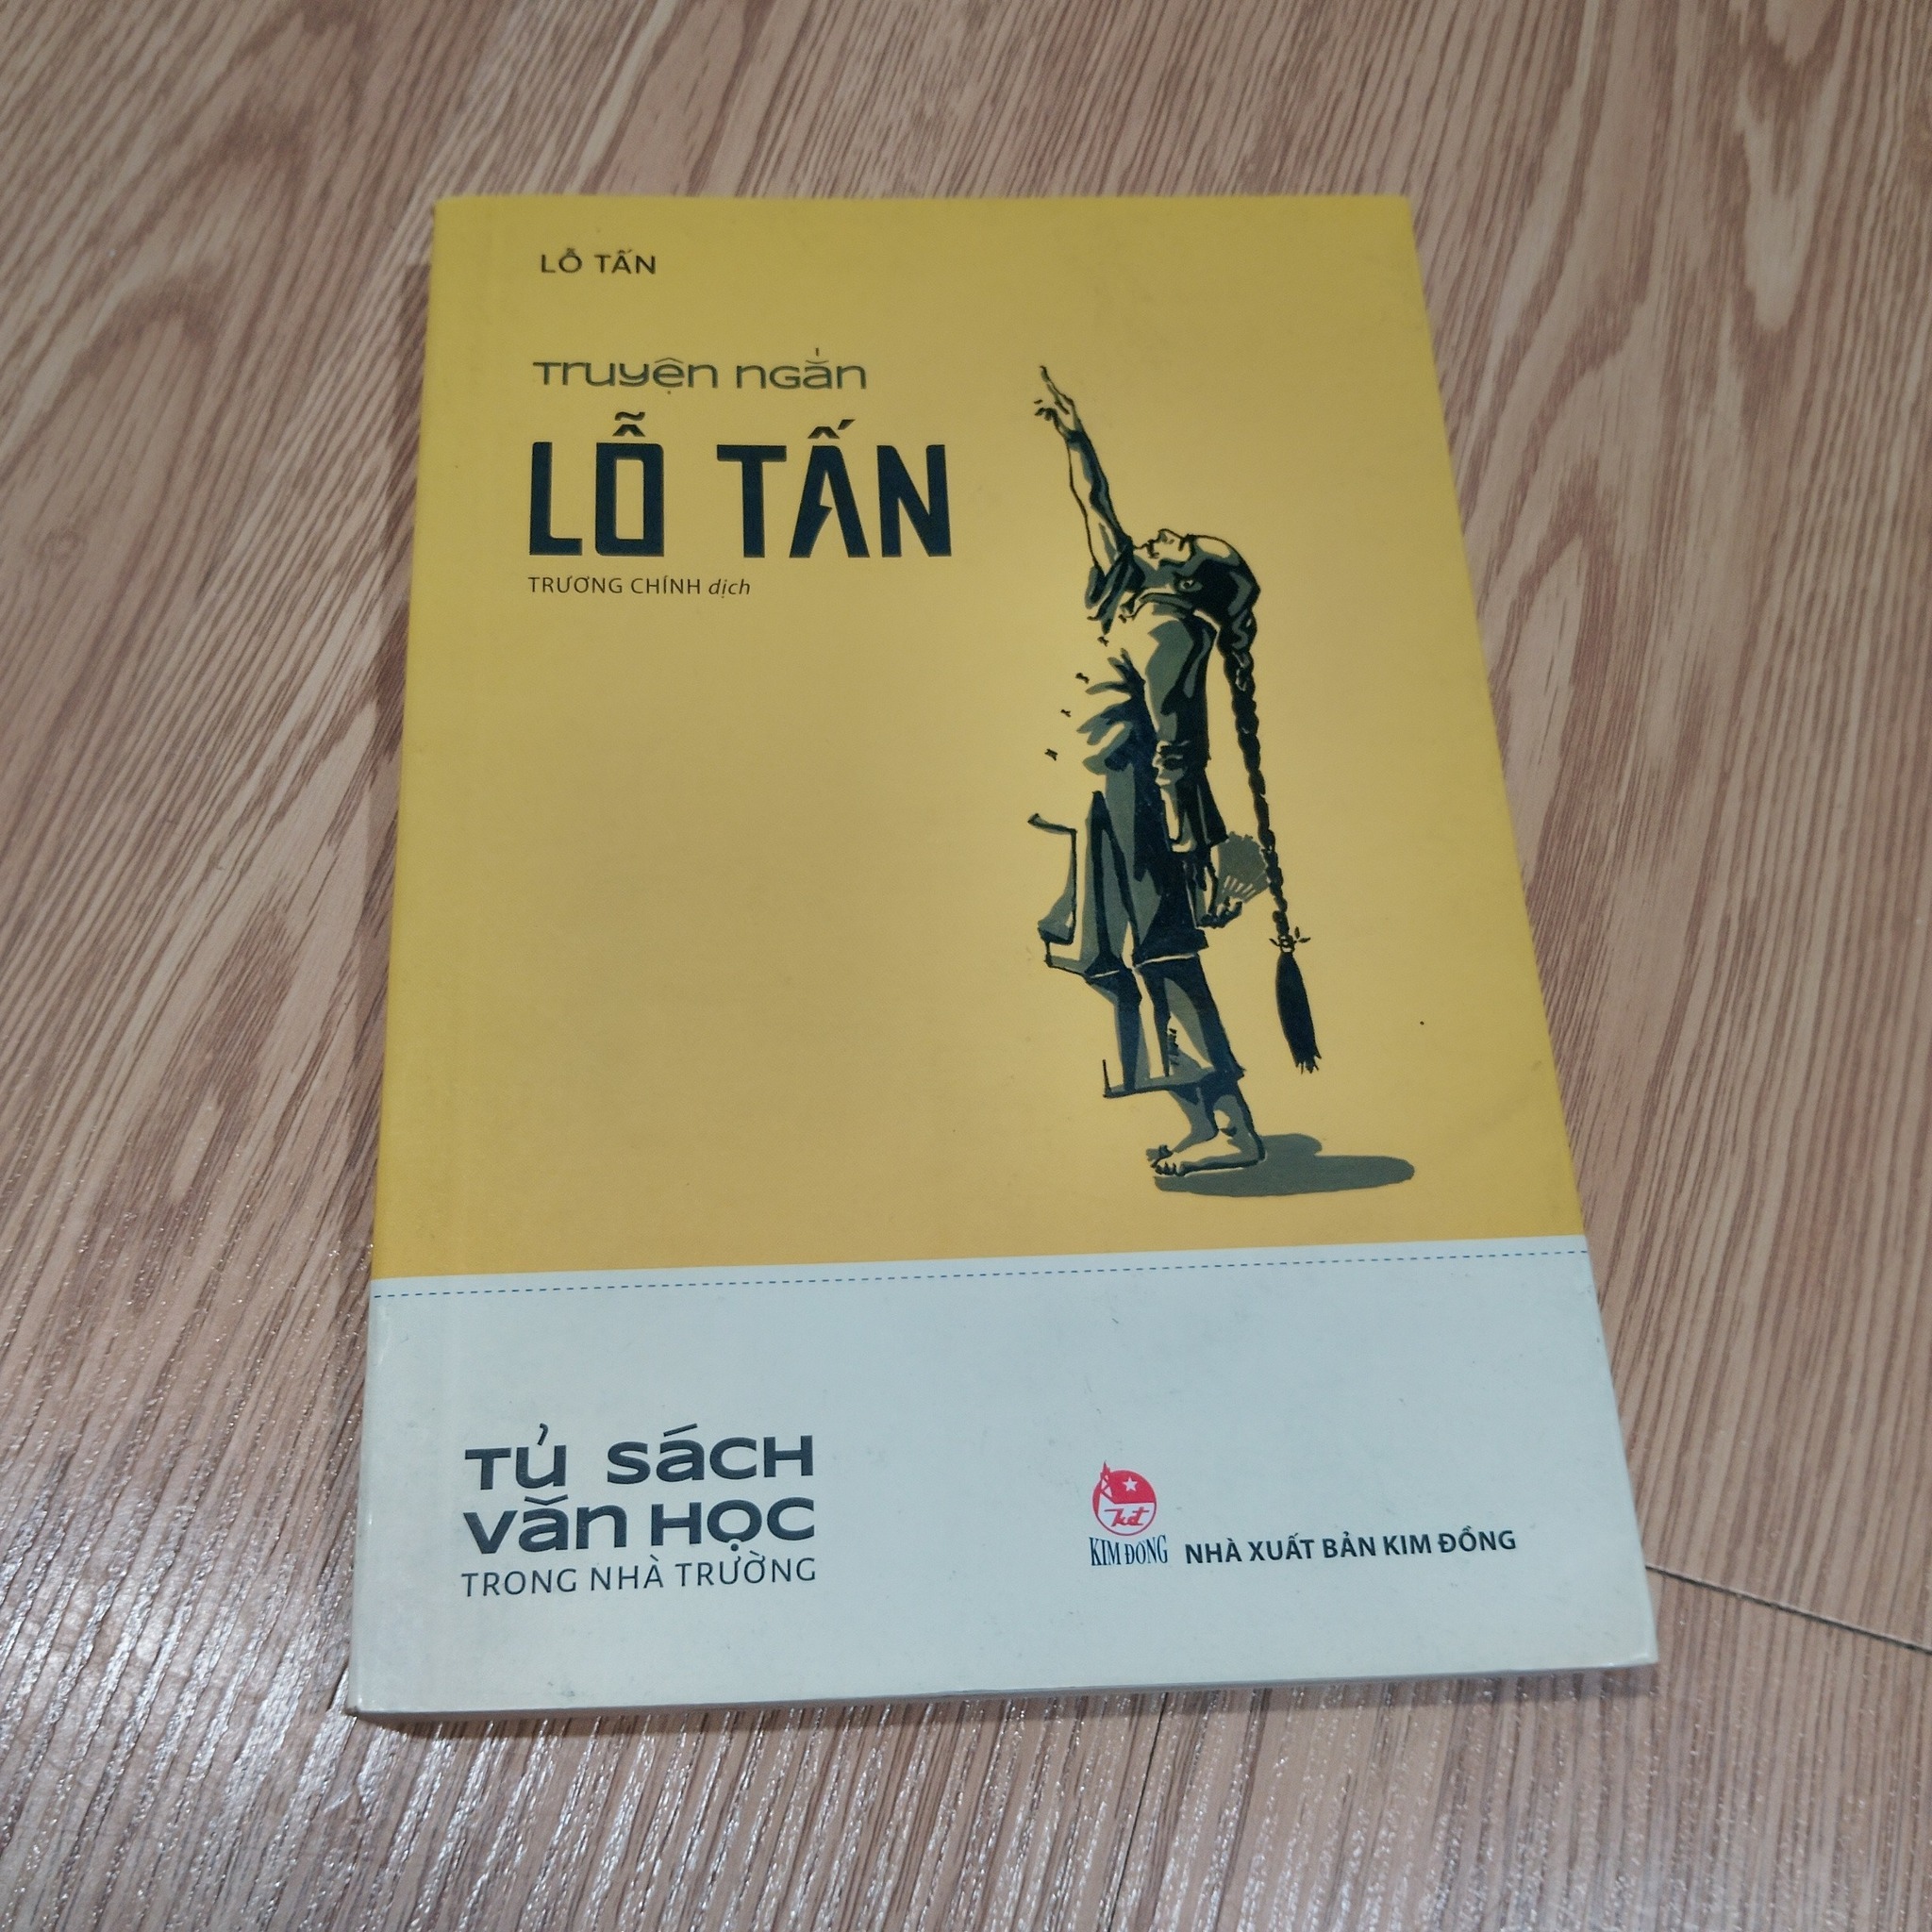 LỖ TẤN
Truyện ngắn
LỖ TẤN
TRƯƠNG CHÍNH dịch
Tủ sách
văn học
TRONG NHÀ TRƯỜNG
Kđ
KIM ĐỒNG
NHÀ XUẤT BẢN KIM ĐỒNG